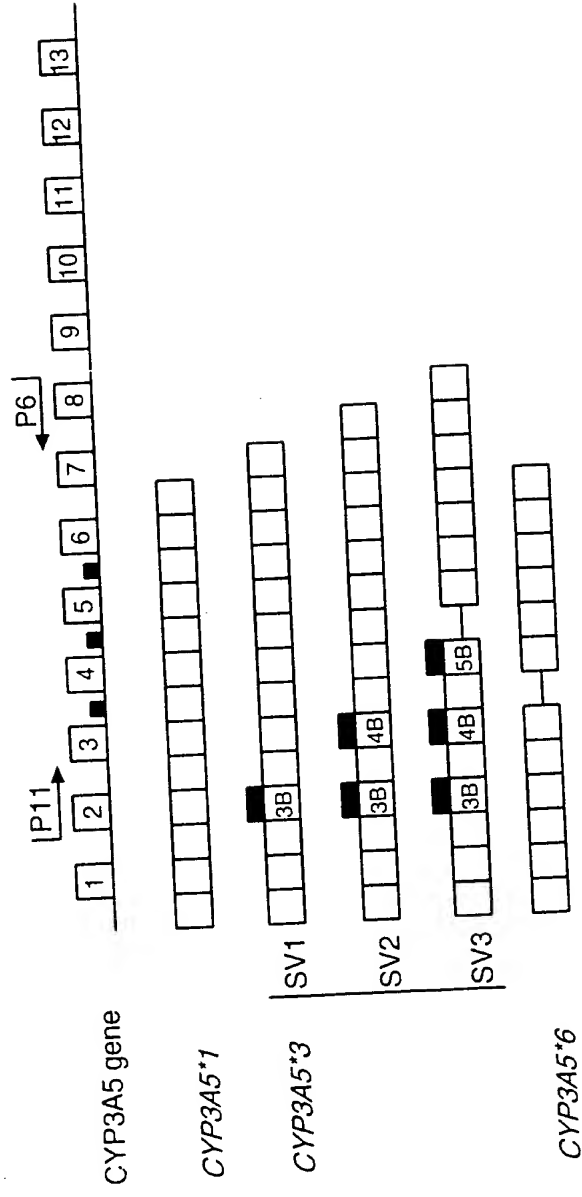 P11 P6
CYP3A5 gene 1 2 3 4 5 6 7 8 9 10 11 12 13
CYP3A5*1
CYP3A5*3 SV1 3B
SV2 3B 4B
SV3 3B 4B 5B
CYP3A5*6